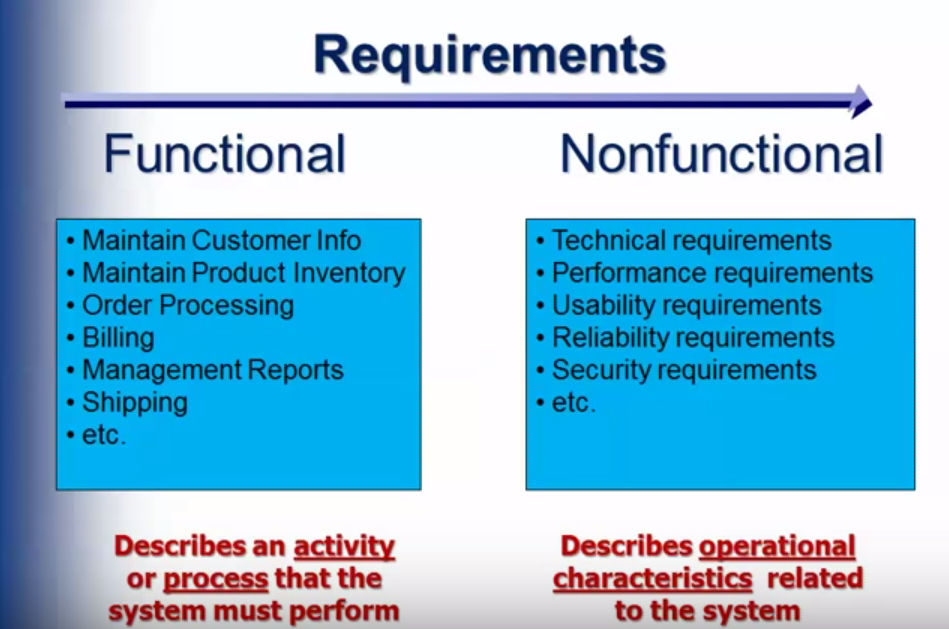 Requirements
Functional
• Maintain Customer Info
• Maintain Product Inventory
• Order Processing
• Billing
• Management Reports
• Shipping
• etc.
Describes an activity
or process that the
system must perform
Nonfunctional
• Technical requirements
• Performance requirements
• Usability requirements
• Reliability requirements
• Security requirements
• etc.
Describes operational
characteristics related
to the system